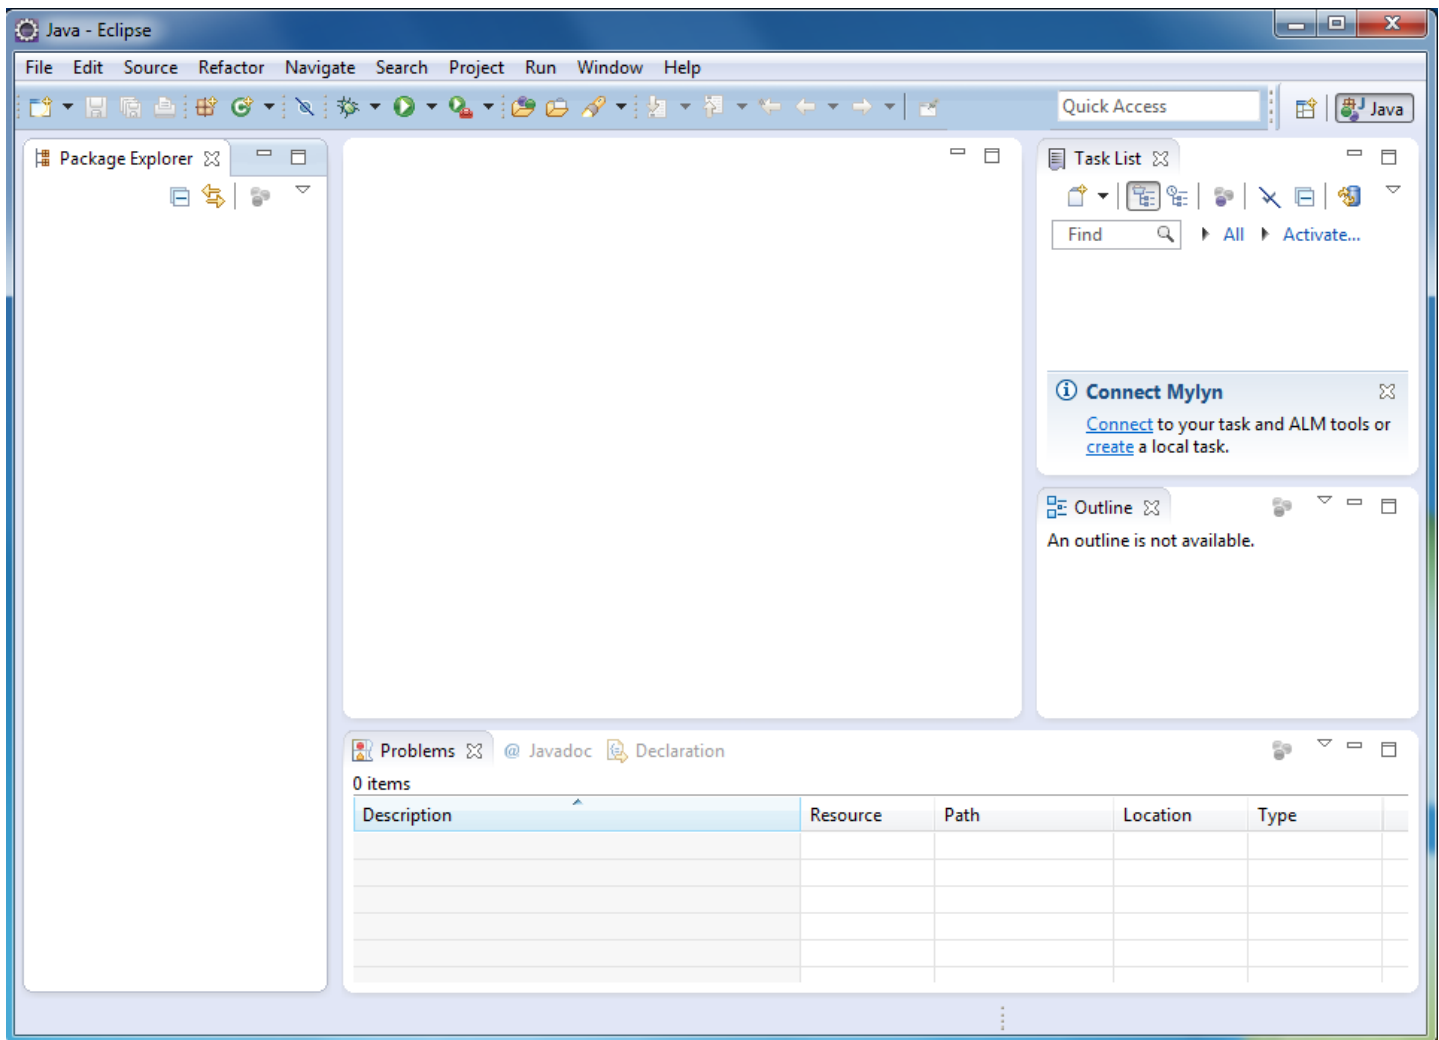 Java - Eclipse
File Edit Source Refactor Navigate Search Project Run Window Help
Quick Access
Java
Package Explorer
Task List
Find
All
Activate...
Connect Mylyn
Connect to your task and ALM tools or
create a local task.
Outline
An outline is not available.
Problems @ Javadoc Declaration
0 items
Description Resource Path Location Type